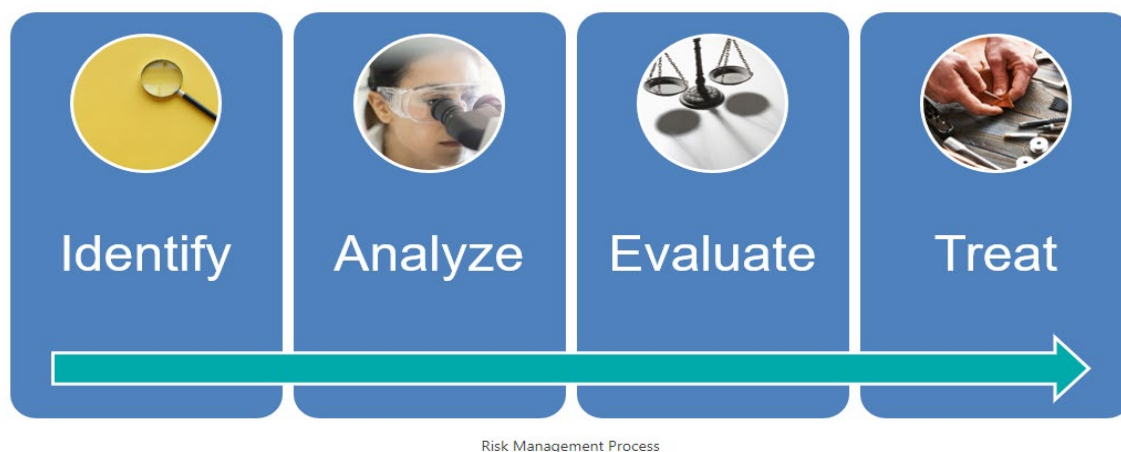 Identify
Analyze
Evaluate
Treat
Risk Management Process